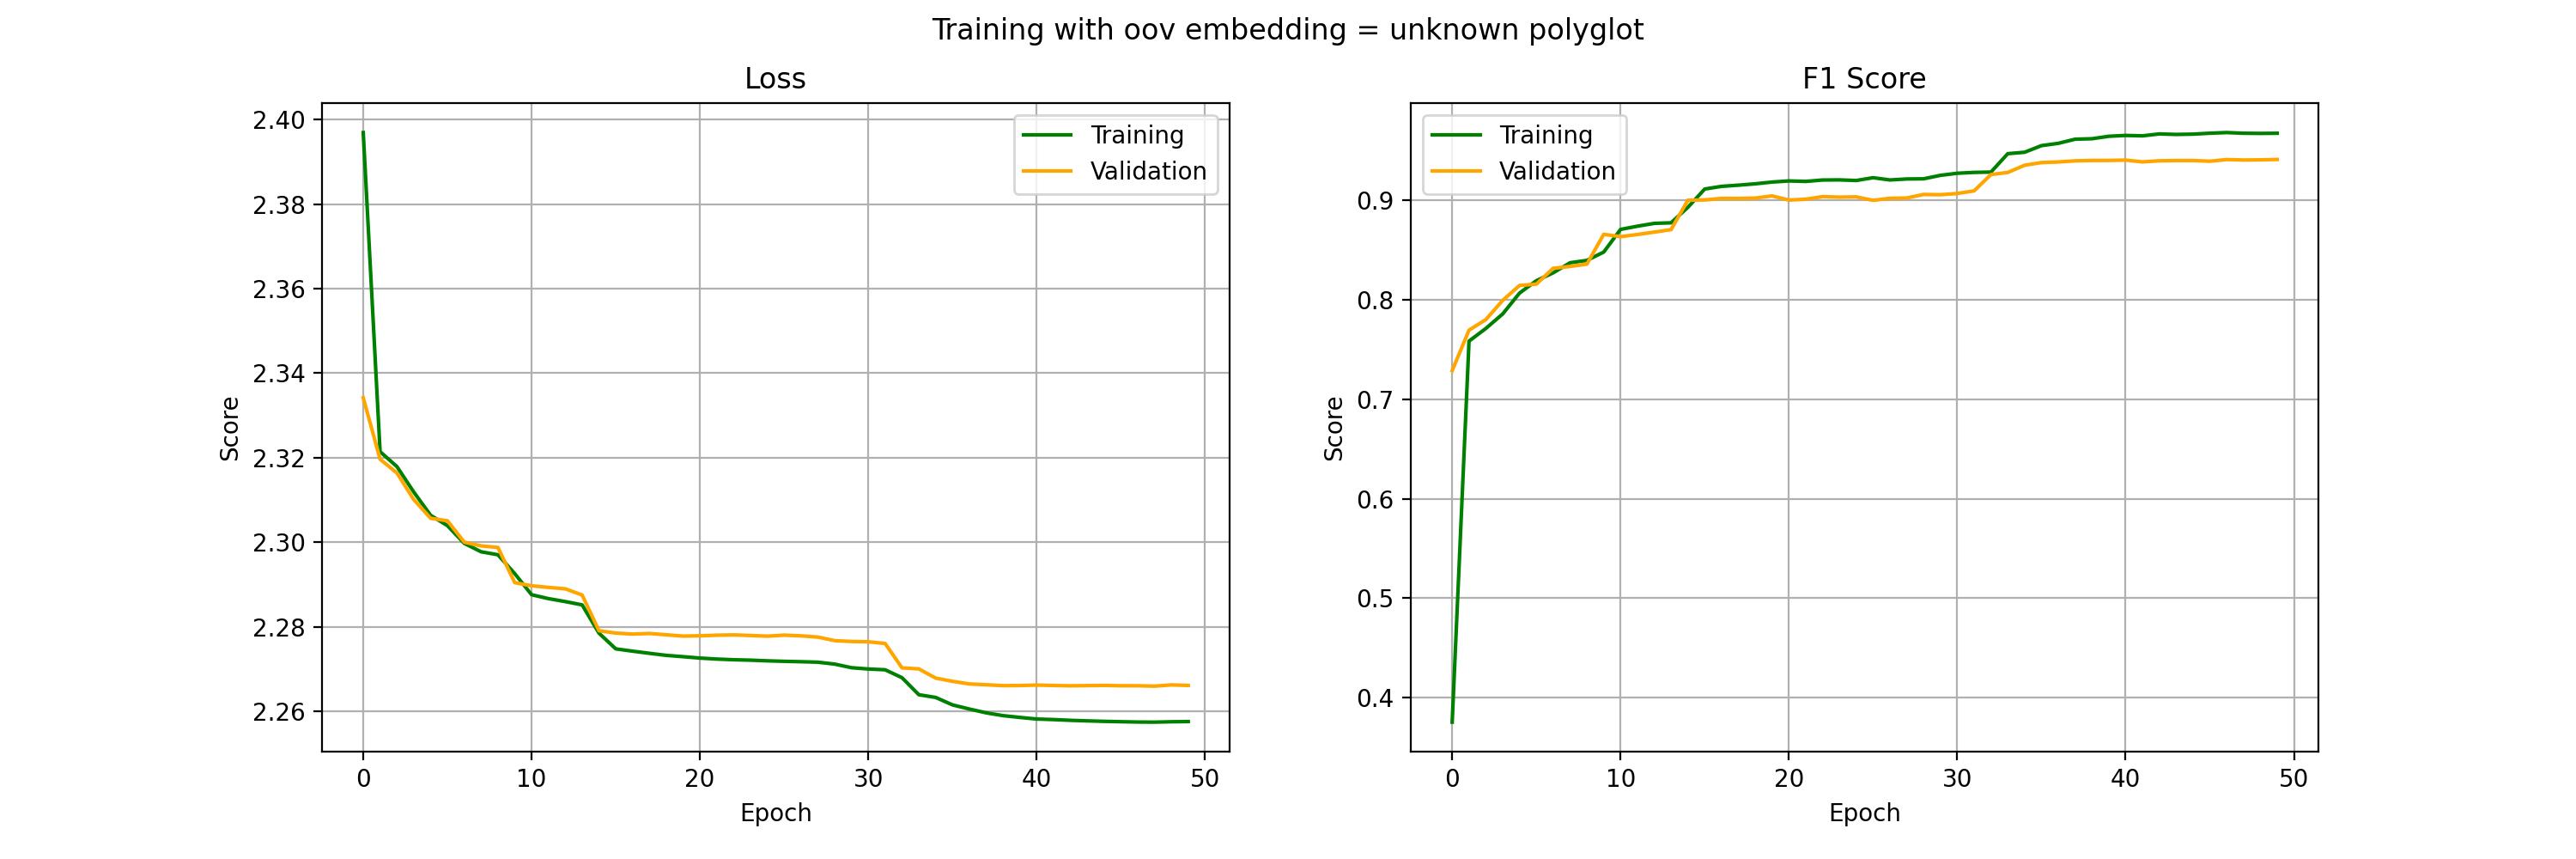 Training with oov embedding = unknown polyglot
Loss
2.40
2.38
2.36
2.34
2.32
2.30
2.28
2.26
Score
0 10 20 30 40 50
Epoch
Training
Validation
F1 Score
0.9
0.8
0.7
0.6
0.5
0.4
Score
0 10 20 30 40 50
Epoch
Training
Validation